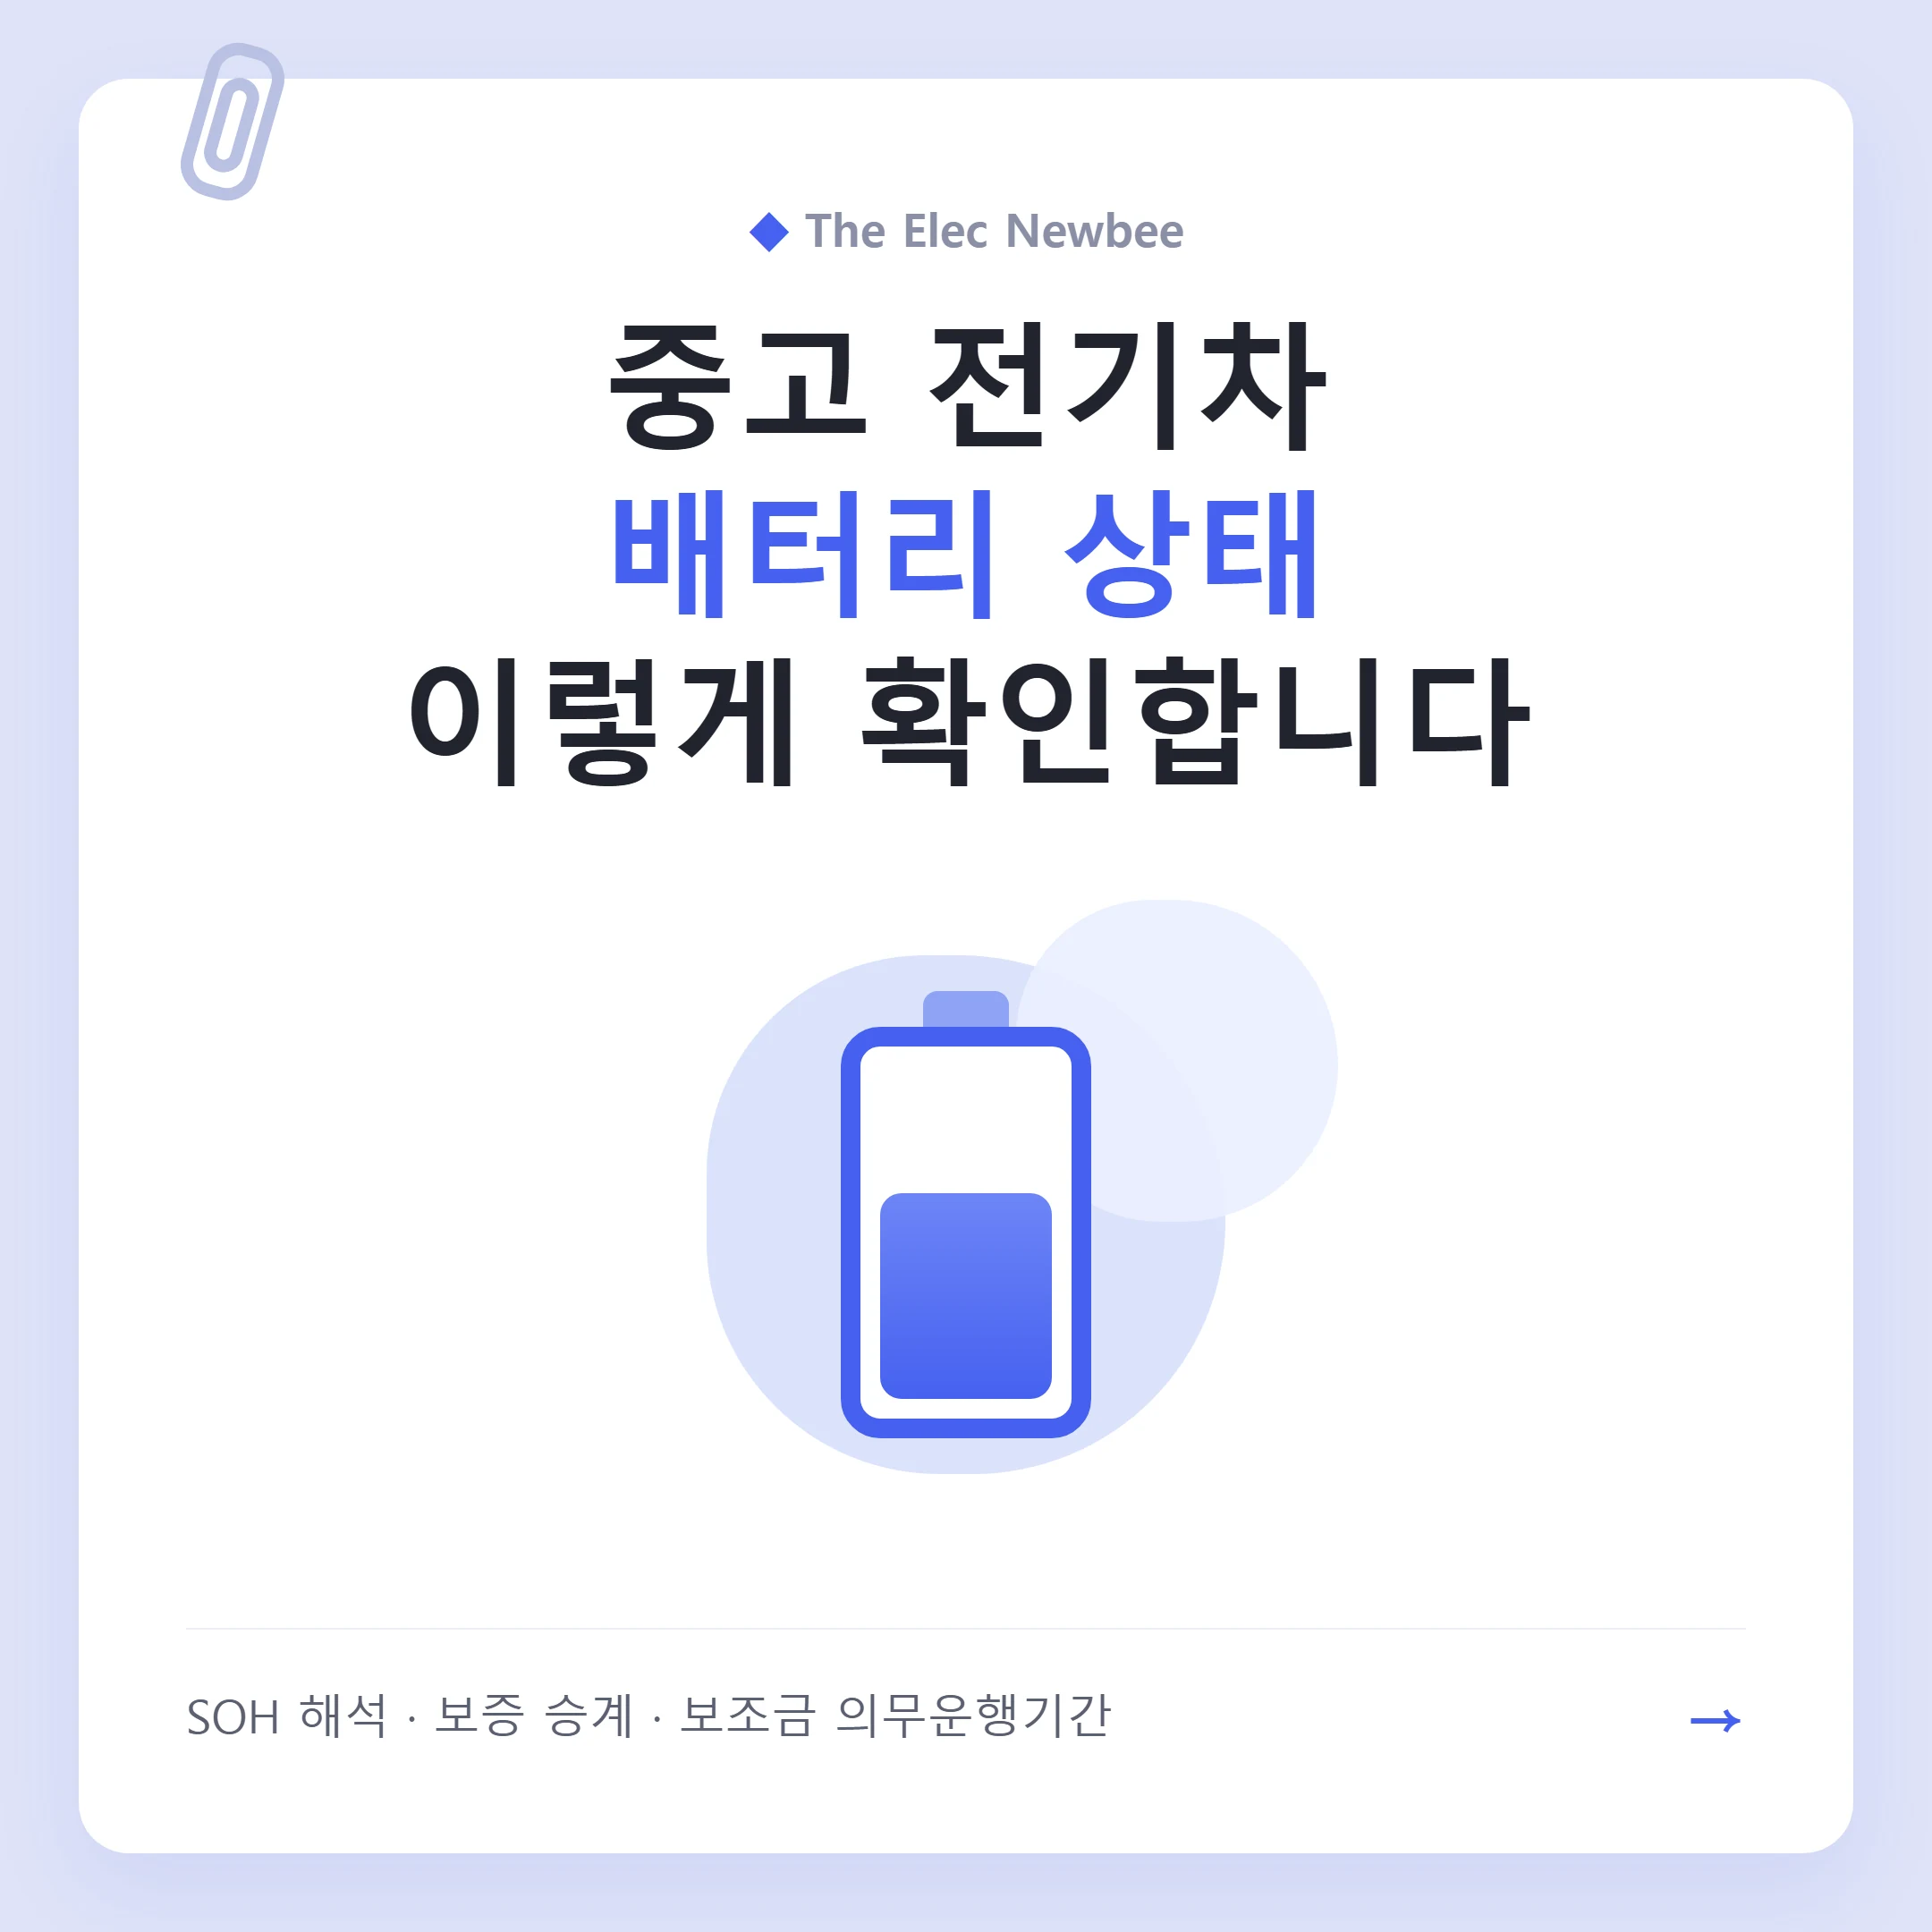 The Elec Newbee
중고 전기차
배터리 상태
이렇게 확인합니다
SOH 해석 · 보증 승계 · 보조금 의무운행기간 →